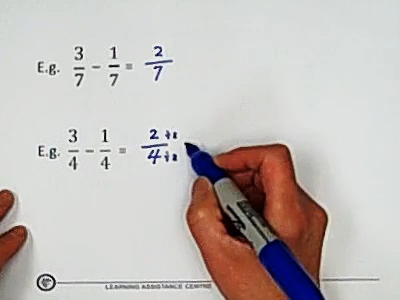 E.g. 3/7 - 1/7 = 2/7
E.g. 3/4 - 1/4 = 2÷2/4÷2
LEARNING ASSISTANCE CENTRE